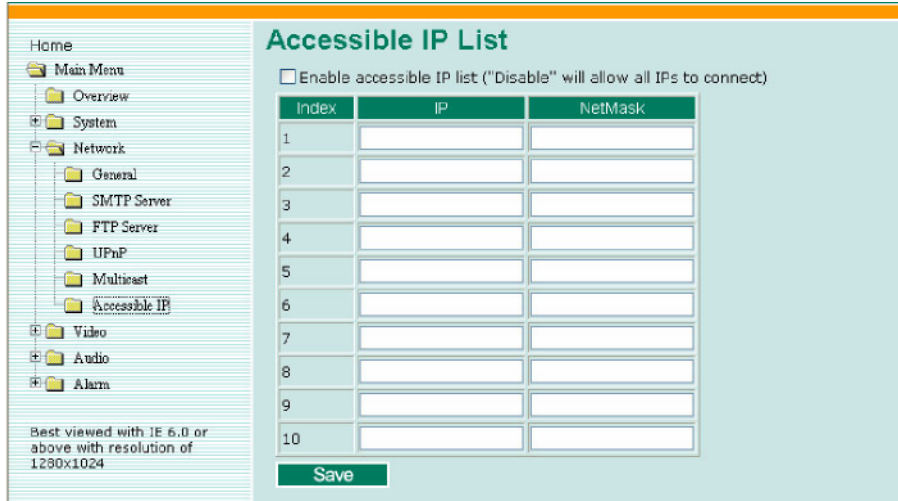 Home
Main Menu
Overview
System
Network
General
SMTP Server
FTP Server
UPnP
Multicast
Accessible IP
Video
Audio
Alarm
Best viewed with IE 6.0 or
above with resolution of
1280x1024
Accessible IP List
Enable accessible IP list ("Disable" will allow all IPs to connect)
Index IP NetMask
1
2
3
4
5
6
7
8
9
10
Save